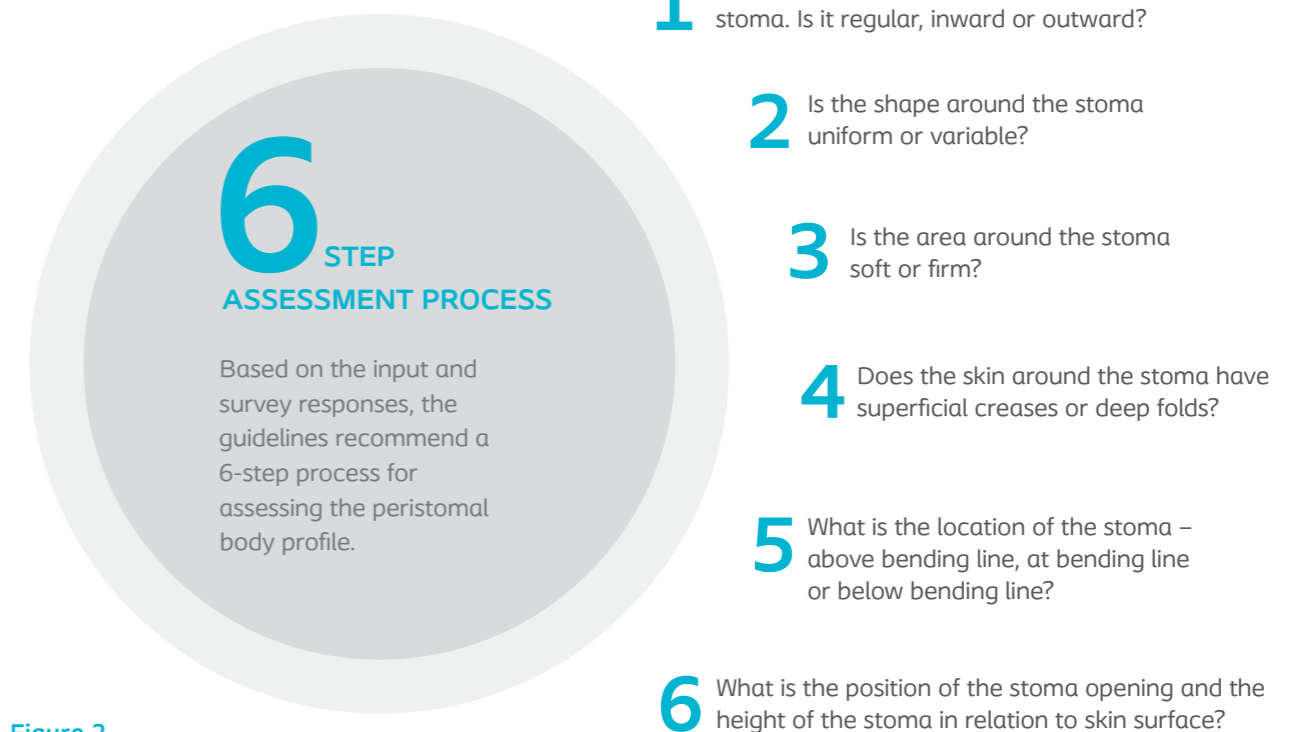 6 STEP
ASSESSMENT PROCESS
Based on the input and
survey responses, the
guidelines recommend a
6-step process for
assessing the peristomal
body profile.
1 stoma. Is it regular, inward or outward?
2 Is the shape around the stoma
uniform or variable?
3 Is the area around the stoma
soft or firm?
4 Does the skin around the stoma have
superficial creases or deep folds?
5 What is the location of the stoma –
above bending line, at bending line
or below bending line?
6 What is the position of the stoma opening and the
height of the stoma in relation to skin surface?
Figure